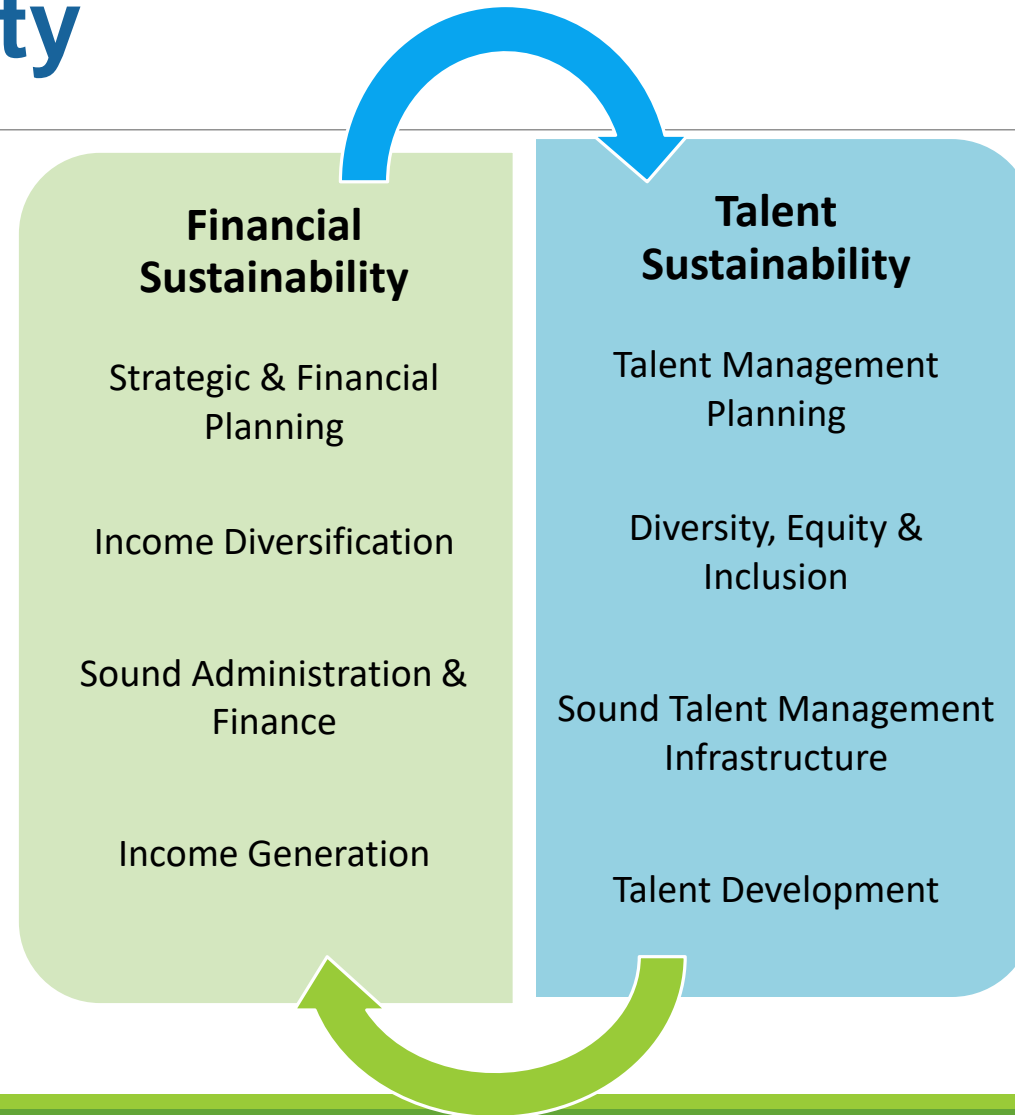 ty
Financial
Sustainability
Strategic & Financial
Planning
Income Diversification
Sound Administration &
Finance
Income Generation
Talent
Sustainability
Talent Management
Planning
Diversity, Equity &
Inclusion
Sound Talent Management
Infrastructure
Talent Development